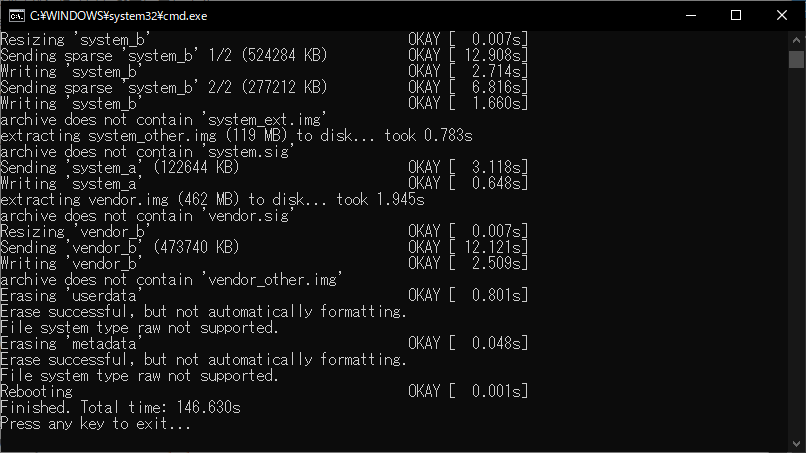 C:¥WINDOWS¥system32¥cmd.exe
Resizing 'system_b' OKAY [  0.007s]
Sending sparse 'system_b' 1/2 (524284 KB) OKAY [ 12.908s]
Writing 'system_b' OKAY [  2.714s]
Sending sparse 'system_b' 2/2 (277212 KB) OKAY [  6.816s]
Writing 'system_b' OKAY [  1.660s]
archive does not contain 'system_ext.img'
extracting system_other.img (119 MB) to disk... took 0.783s
archive does not contain 'system.sig'
Sending 'system_a' (122644 KB) OKAY [  3.118s]
Writing 'system_a' OKAY [  0.648s]
extracting vendor.img (462 MB) to disk... took 1.945s
archive does not contain 'vendor.sig'
Resizing 'vendor_b' OKAY [  0.007s]
Sending 'vendor_b' (473740 KB) OKAY [ 12.121s]
Writing 'vendor_b' OKAY [  2.509s]
archive does not contain 'vendor_other.img'
Erasing 'userdata' OKAY [  0.801s]
Erase successful, but not automatically formatting.
File system type raw not supported.
Erasing 'metadata' OKAY [  0.048s]
Erase successful, but not automatically formatting.
File system type raw not supported.
Rebooting OKAY [  0.001s]
Finished. Total time: 146.630s
Press any key to exit...